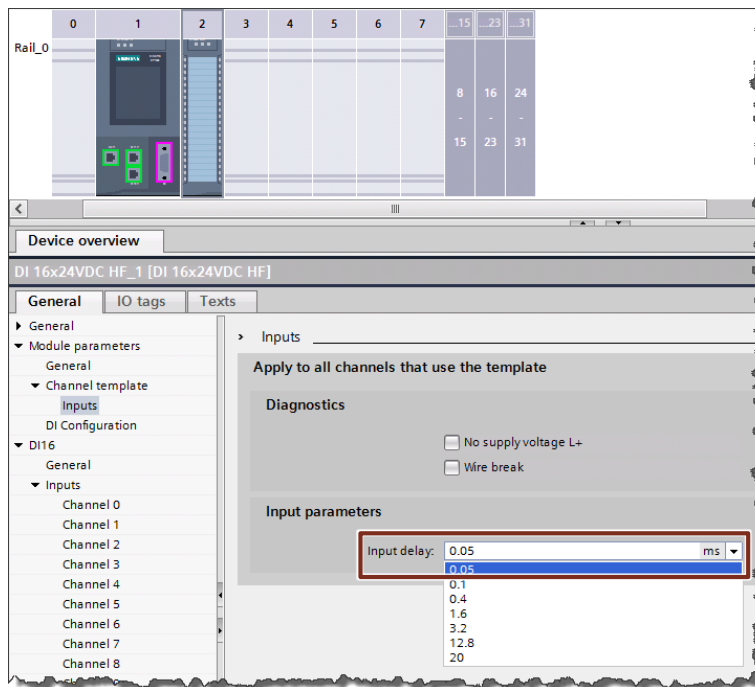 0 1 2 3 4 5 6 7 ...15 ...23 ...31
Rail_0
8 16 24
- - -
15 23 31
SIEMENS
Device overview
DI 16x24VDC HF_1 [DI 16x24VDC HF]
General IO tags Texts
General
Module parameters
General
Channel template
Inputs
DI Configuration
DI16
General
Inputs
Channel 0
Channel 1
Channel 2
Channel 3
Channel 4
Channel 5
Channel 6
Channel 7
Channel 8
Inputs
Apply to all channels that use the template
Diagnostics
No supply voltage L+
Wire break
Input parameters
Input delay: 0.05 ms
0.05
0.1
0.4
1.6
3.2
12.8
20